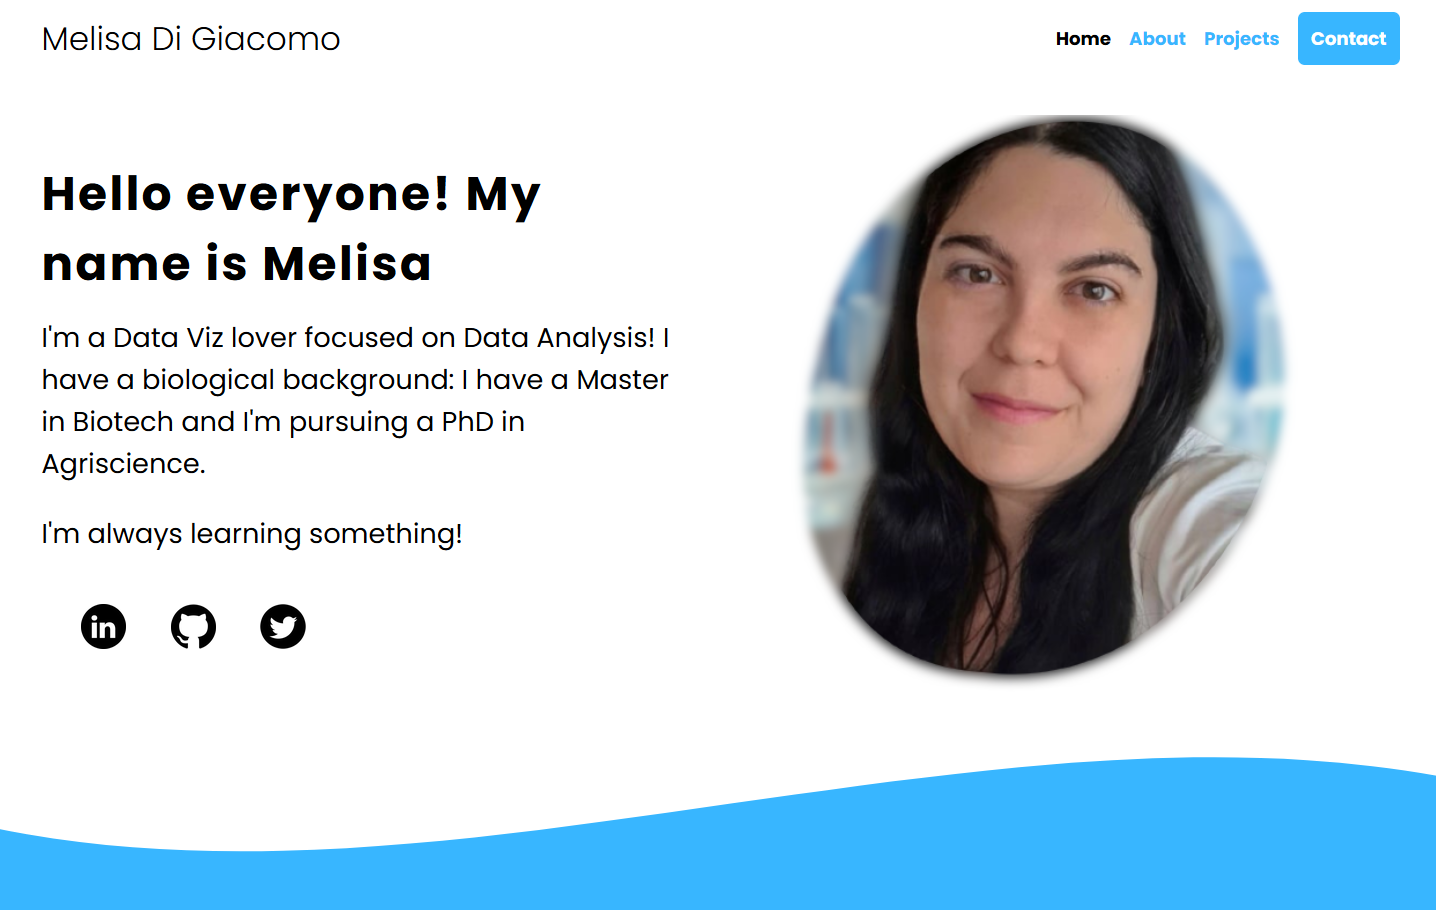 Melisa Di Giacomo
Home About Projects Contact
Hello everyone! My
name is Melisa
I'm a Data Viz lover focused on Data Analysis! I
have a biological background: I have a Master
in Biotech and I'm pursuing a PhD in
Agriscience.
I'm always learning something!
in